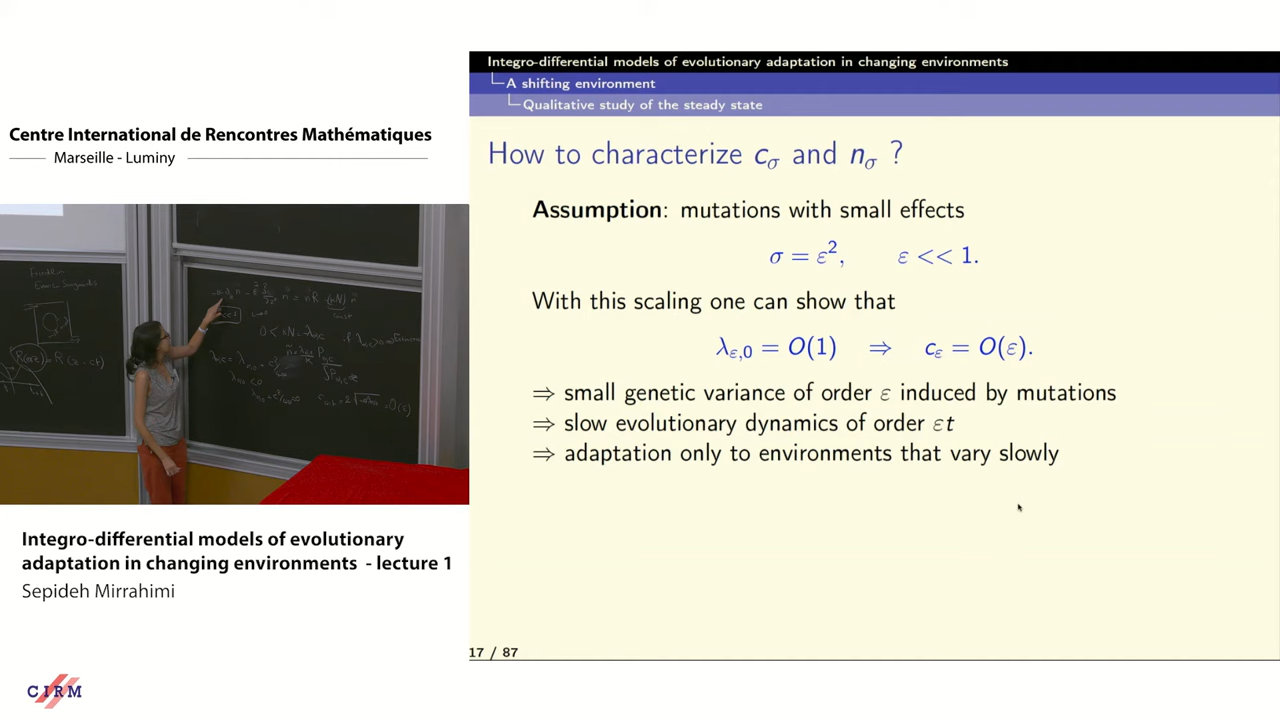 Centre International de Rencontres Mathématiques
Marseille - Luminy
Integro-differential models of evolutionary
adaptation in changing environments - lecture 1
Sepideh Mirrahimi
CIRM
Integro-differential models of evolutionary adaptation in changing environments
A shifting environment
Qualitative study of the steady state
How to characterize c_σ and n_σ ?
Assumption: mutations with small effects
σ = ε², ε << 1.
With this scaling one can show that
λ_{ε,0} = O(1) ⇒ c_ε = O(ε).
⇒ small genetic variance of order ε induced by mutations
⇒ slow evolutionary dynamics of order εt
⇒ adaptation only to environments that vary slowly
17 / 87